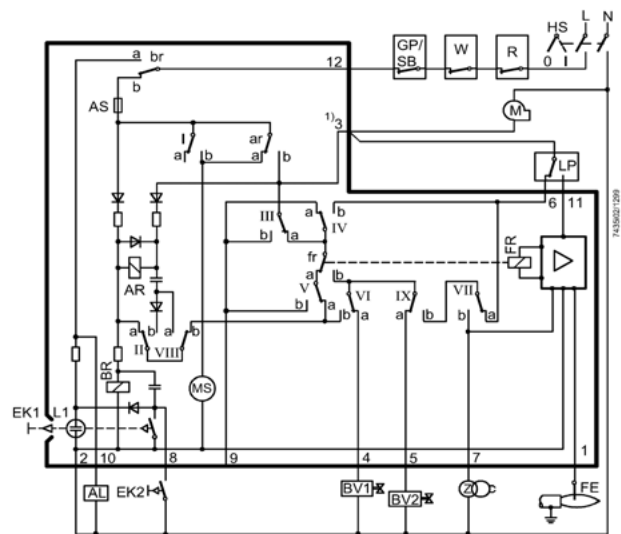 HS L N
GP/ SB W R
0 I
a br 12
b
M
AS
1) 3
I ar
a b a b
LP
6 11
III a b IV
b a
fr FR
a
AR
V b
b a VI IX VII
a b a b a
a b a b
II VIII
BR
MS
EK1 L1
2 10 8 9 4 5 7 1
AL EK2 BV1 BV2 Z FE
7435/02/1299